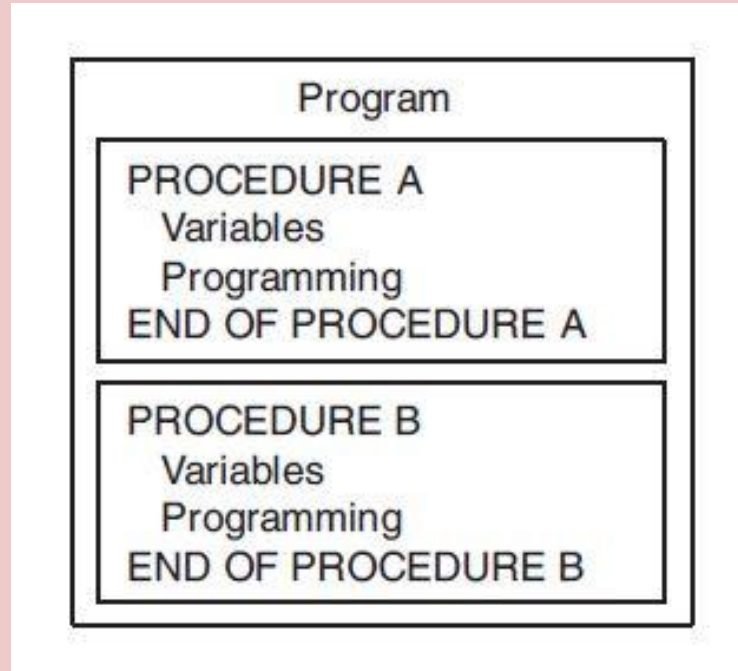 Program
PROCEDURE A
Variables
Programming
END OF PROCEDURE A
PROCEDURE B
Variables
Programming
END OF PROCEDURE B